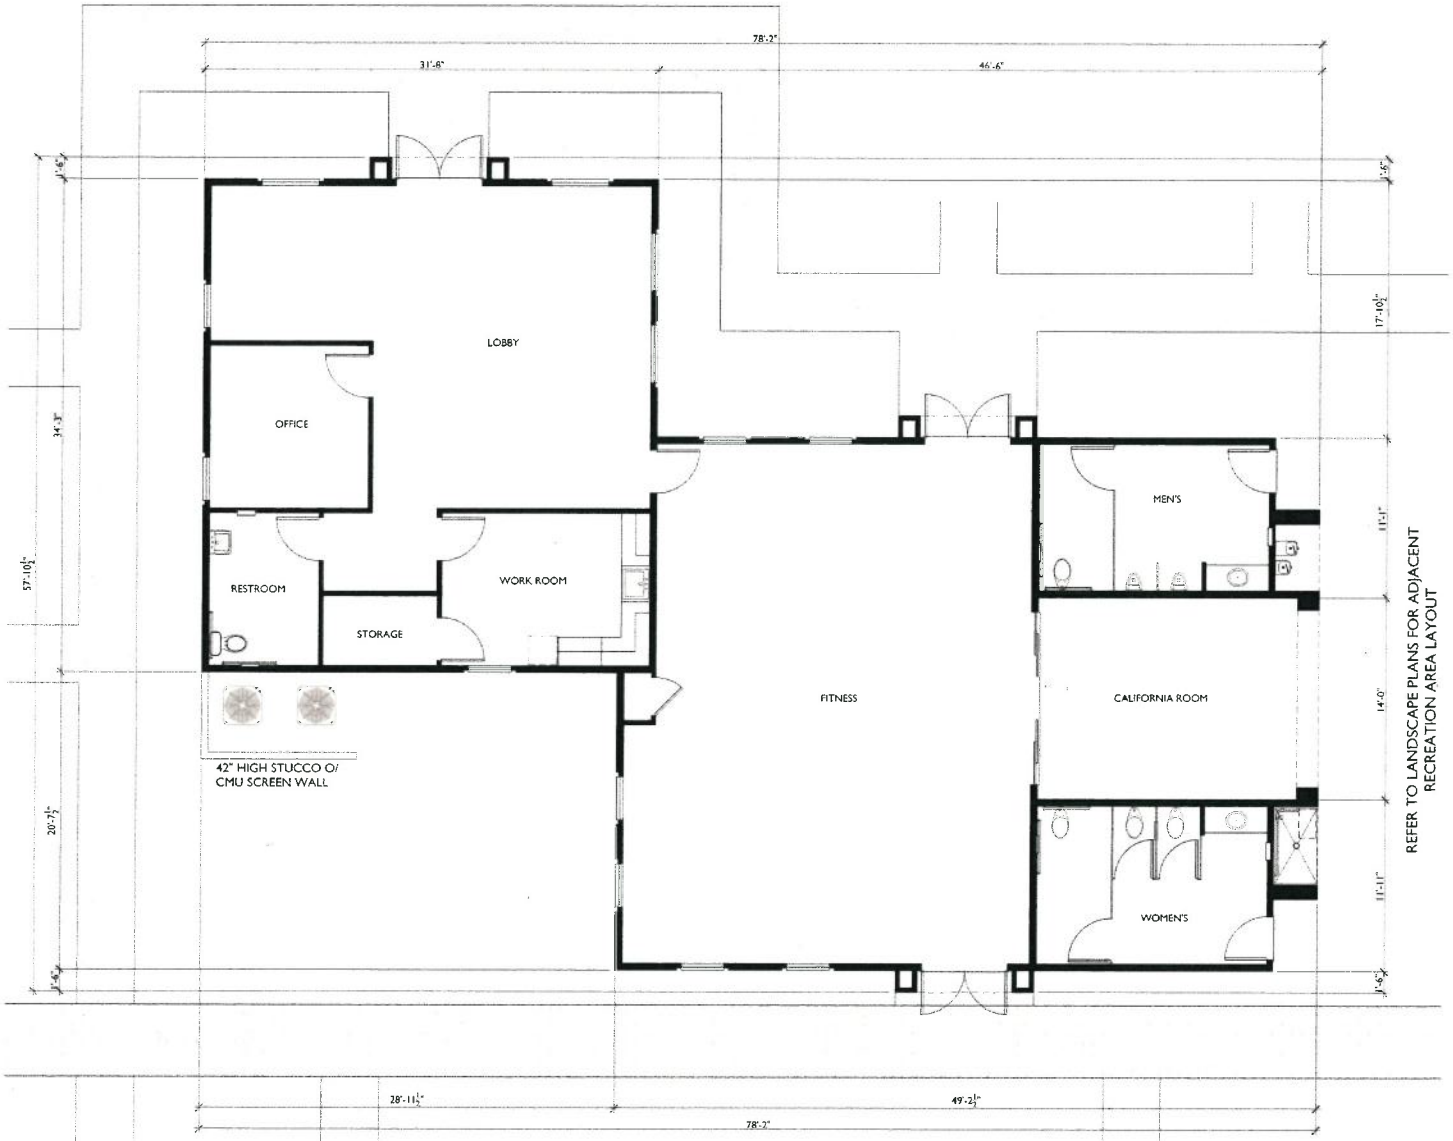 78'-2"
31'-8"
46'-6"
1'-6"
1'-6"
17'-10½"
LOBBY
34'-3"
OFFICE
MEN'S
11'-1"
57'-10½"
RESTROOM
WORK ROOM
STORAGE
FITNESS
CALIFORNIA ROOM
14'-0"
REFER TO LANDSCAPE PLANS FOR ADJACENT
RECREATION AREA LAYOUT
42" HIGH STUCCO O/
CMU SCREEN WALL
20'-7½"
11'-11"
WOMEN'S
1'-6"
1'-6"
28'-11½"
49'-2½"
78'-2"